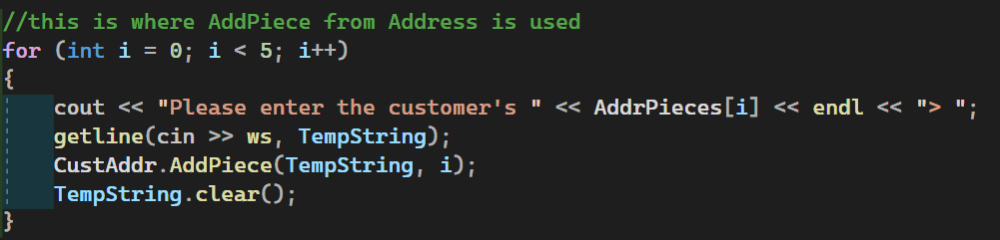 //this is where AddPiece from Address is used
for (int i = 0; i < 5; i++)
{
    cout << "Please enter the customer's " << AddrPieces[i] << endl << "> ";
    getline(cin >> ws, TempString);
    CustAddr.AddPiece(TempString, i);
    TempString.clear();
}